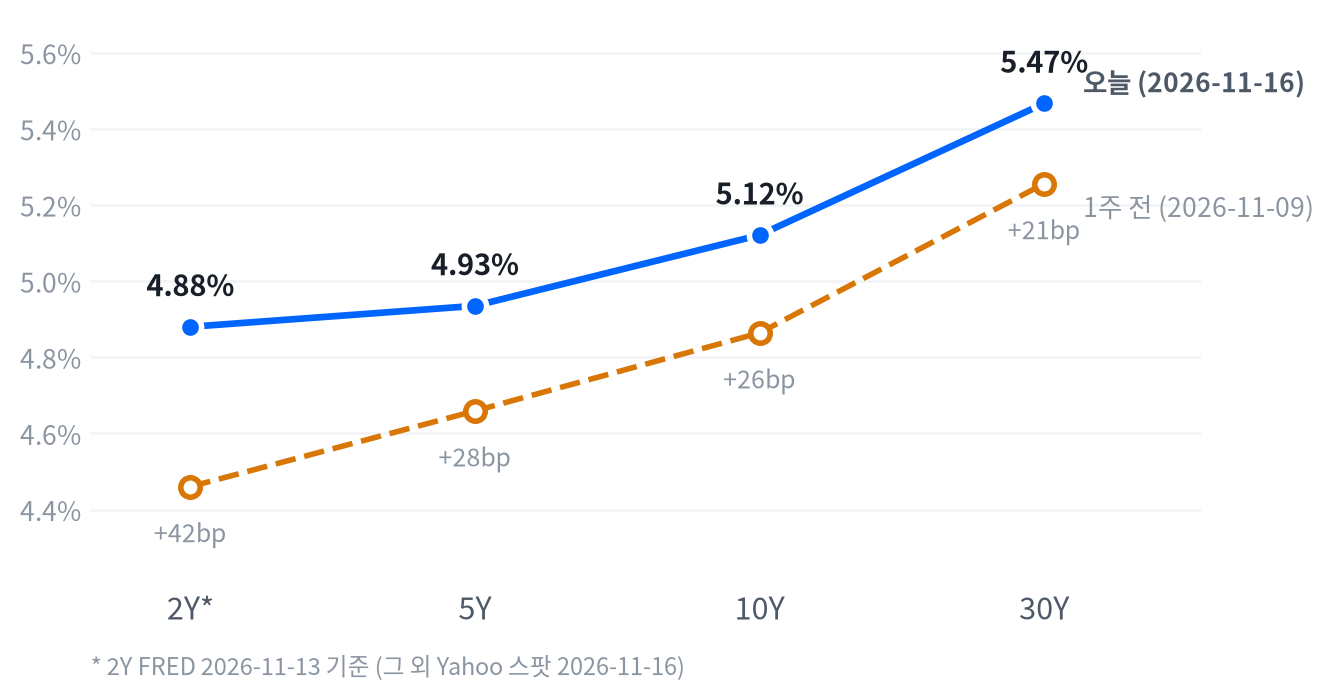 5.6%
5.47%
오늘 (2026-11-16)
5.4%
5.12%
5.2%
1주 전 (2026-11-09)
+21bp
4.93%
4.88%
5.0%
4.8%
+26bp
4.6%
+28bp
4.4%
+42bp
2Y* 5Y 10Y 30Y
* 2Y FRED 2026-11-13 기준 (그 외 Yahoo 스팟 2026-11-16)